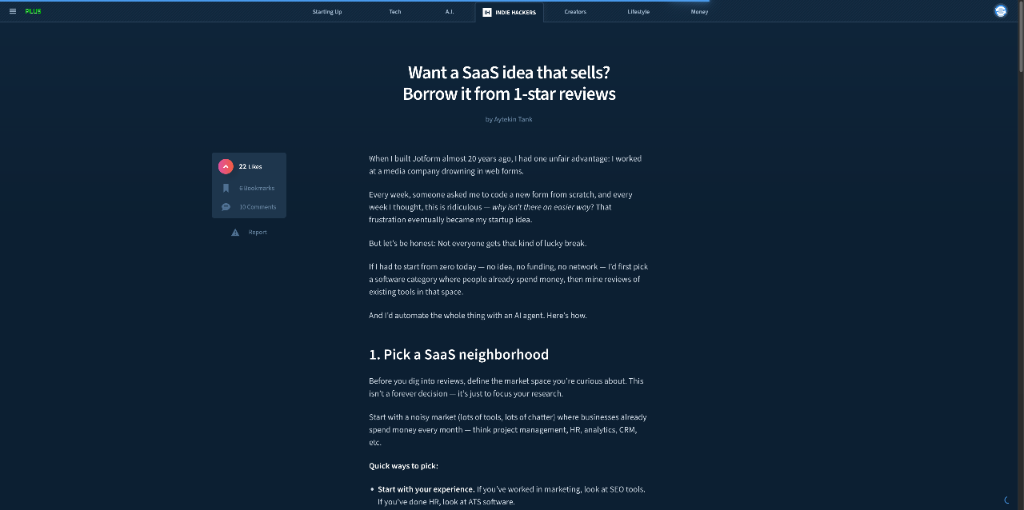 PLUS
Starting Up
Tech
A.I.
INDIE HACKERS
Creators
Lifestyle
Money
Want a SaaS idea that sells?
Borrow it from 1-star reviews
by Aytekin Tank
22 Likes
6 Bookmarks
10 Comments
Report
When I built Jotform almost 20 years ago, I had one unfair advantage: I worked
at a media company drowning in web forms.
Every week, someone asked me to code a new form from scratch, and every
week I thought, this is ridiculous — why isn't there an easier way? That
frustration eventually became my startup idea.
But let's be honest: Not everyone gets that kind of lucky break.
If I had to start from zero today — no idea, no funding, no network — I'd first pick
a software category where people already spend money, then mine reviews of
existing tools in that space.
And I'd automate the whole thing with an AI agent. Here's how.
1. Pick a SaaS neighborhood
Before you dig into reviews, define the market space you're curious about. This
isn't a forever decision — it's just to focus your research.
Start with a noisy market (lots of tools, lots of chatter) where businesses already
spend money every month — think project management, HR, analytics, CRM,
etc.
Quick ways to pick:
• Start with your experience. If you've worked in marketing, look at SEO tools.
If you've done HR, look at ATS software.